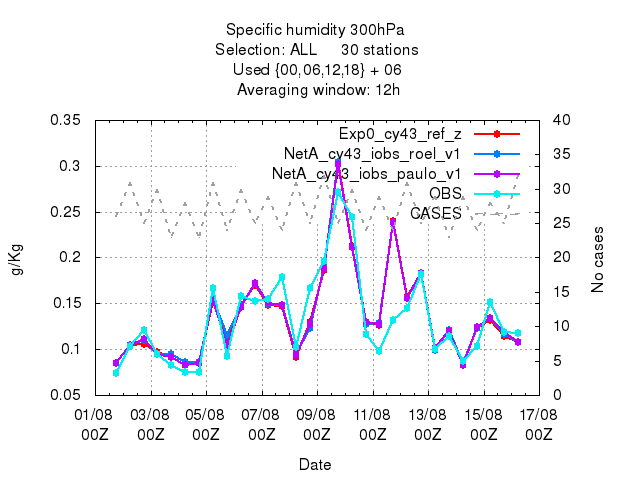 Specific humidity 300hPa
Selection: ALL     30 stations
Used {00,06,12,18} + 06
Averaging window: 12h
Exp0_cy43_ref_z
NetA_cy43_iobs_roel_v1
NetA_cy43_iobs_paulo_v1
OBS
CASES
g/Kg
0.35
0.3
0.25
0.2
0.15
0.1
0.05
No cases
40
35
30
25
20
15
10
5
0
01/08 03/08 05/08 07/08 09/08 11/08 13/08 15/08 17/08
00Z 00Z 00Z 00Z 00Z 00Z 00Z 00Z 00Z
Date